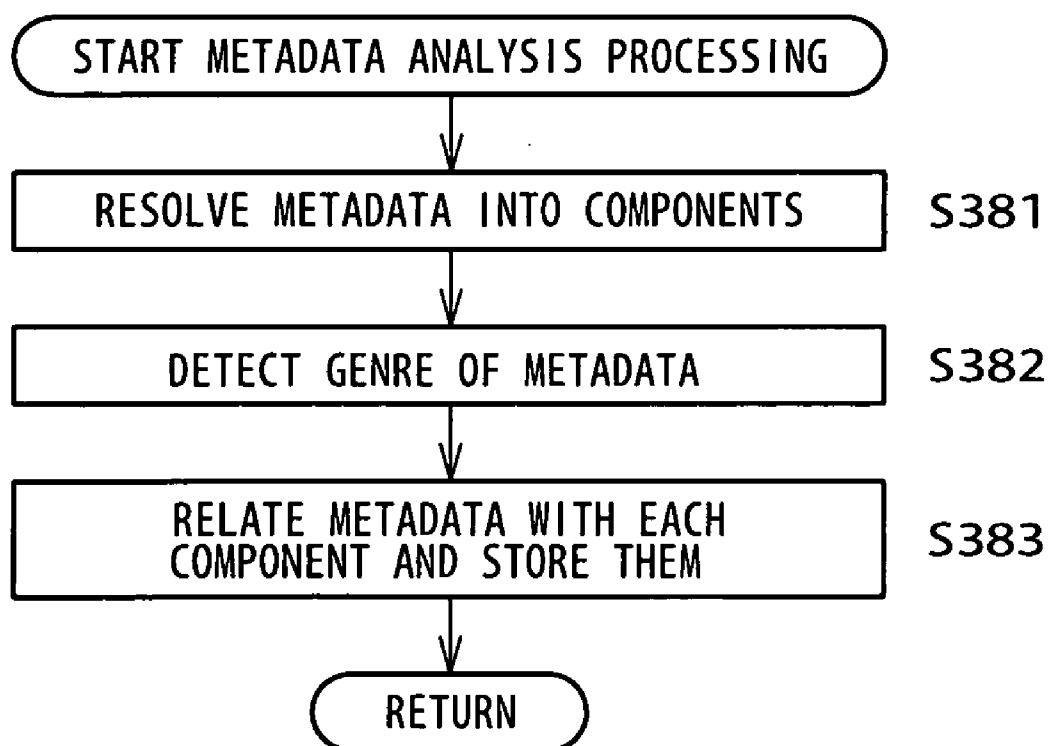 START METADATA ANALYSIS PROCESSING
RESOLVE METADATA INTO COMPONENTS
S381
DETECT GENRE OF METADATA
S382
RELATE METADATA WITH EACH
COMPONENT AND STORE THEM
S383
RETURN